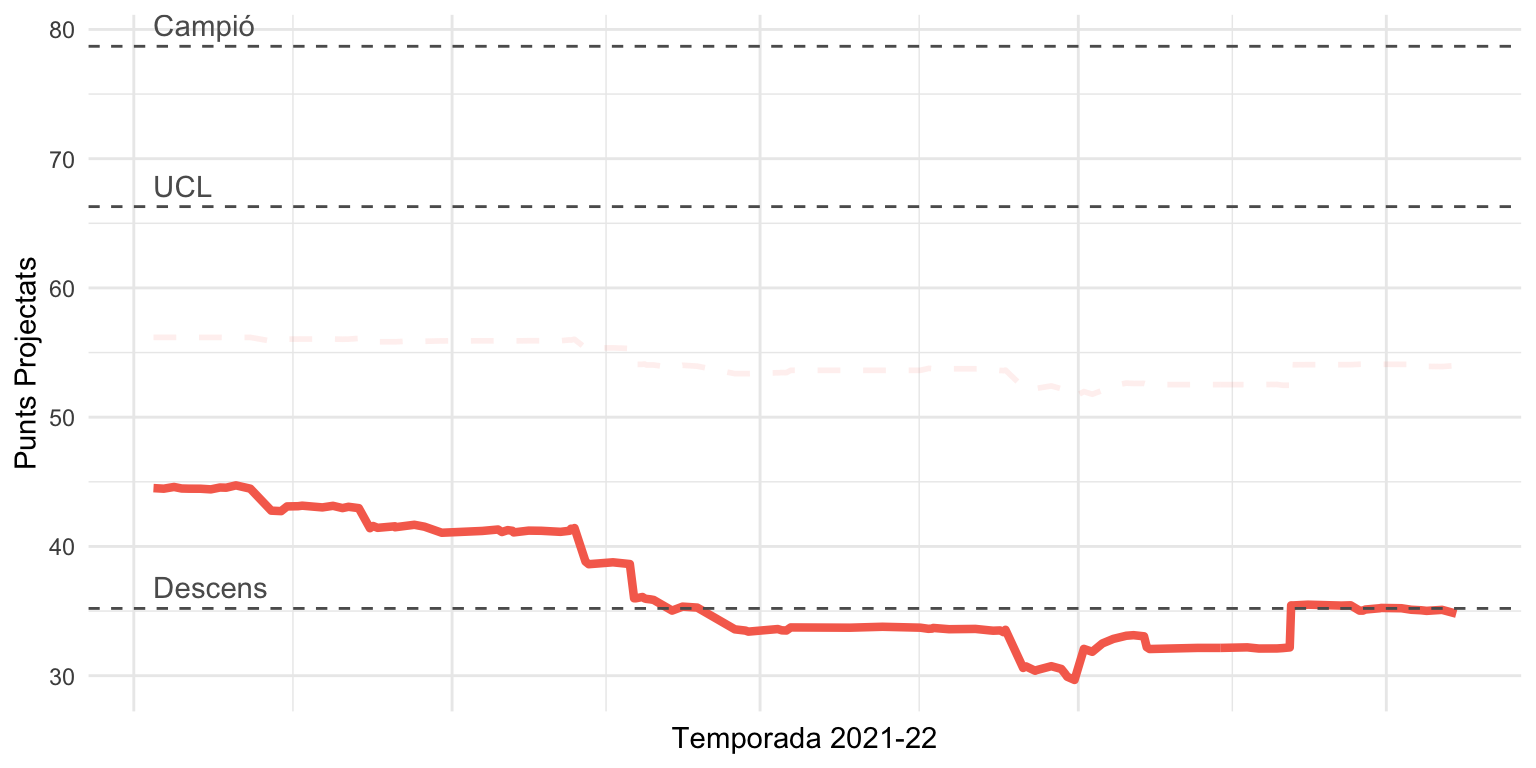 Campió
80
70
UCL
60
50
40
Descens
30
Punts Projectats
Temporada 2021-22